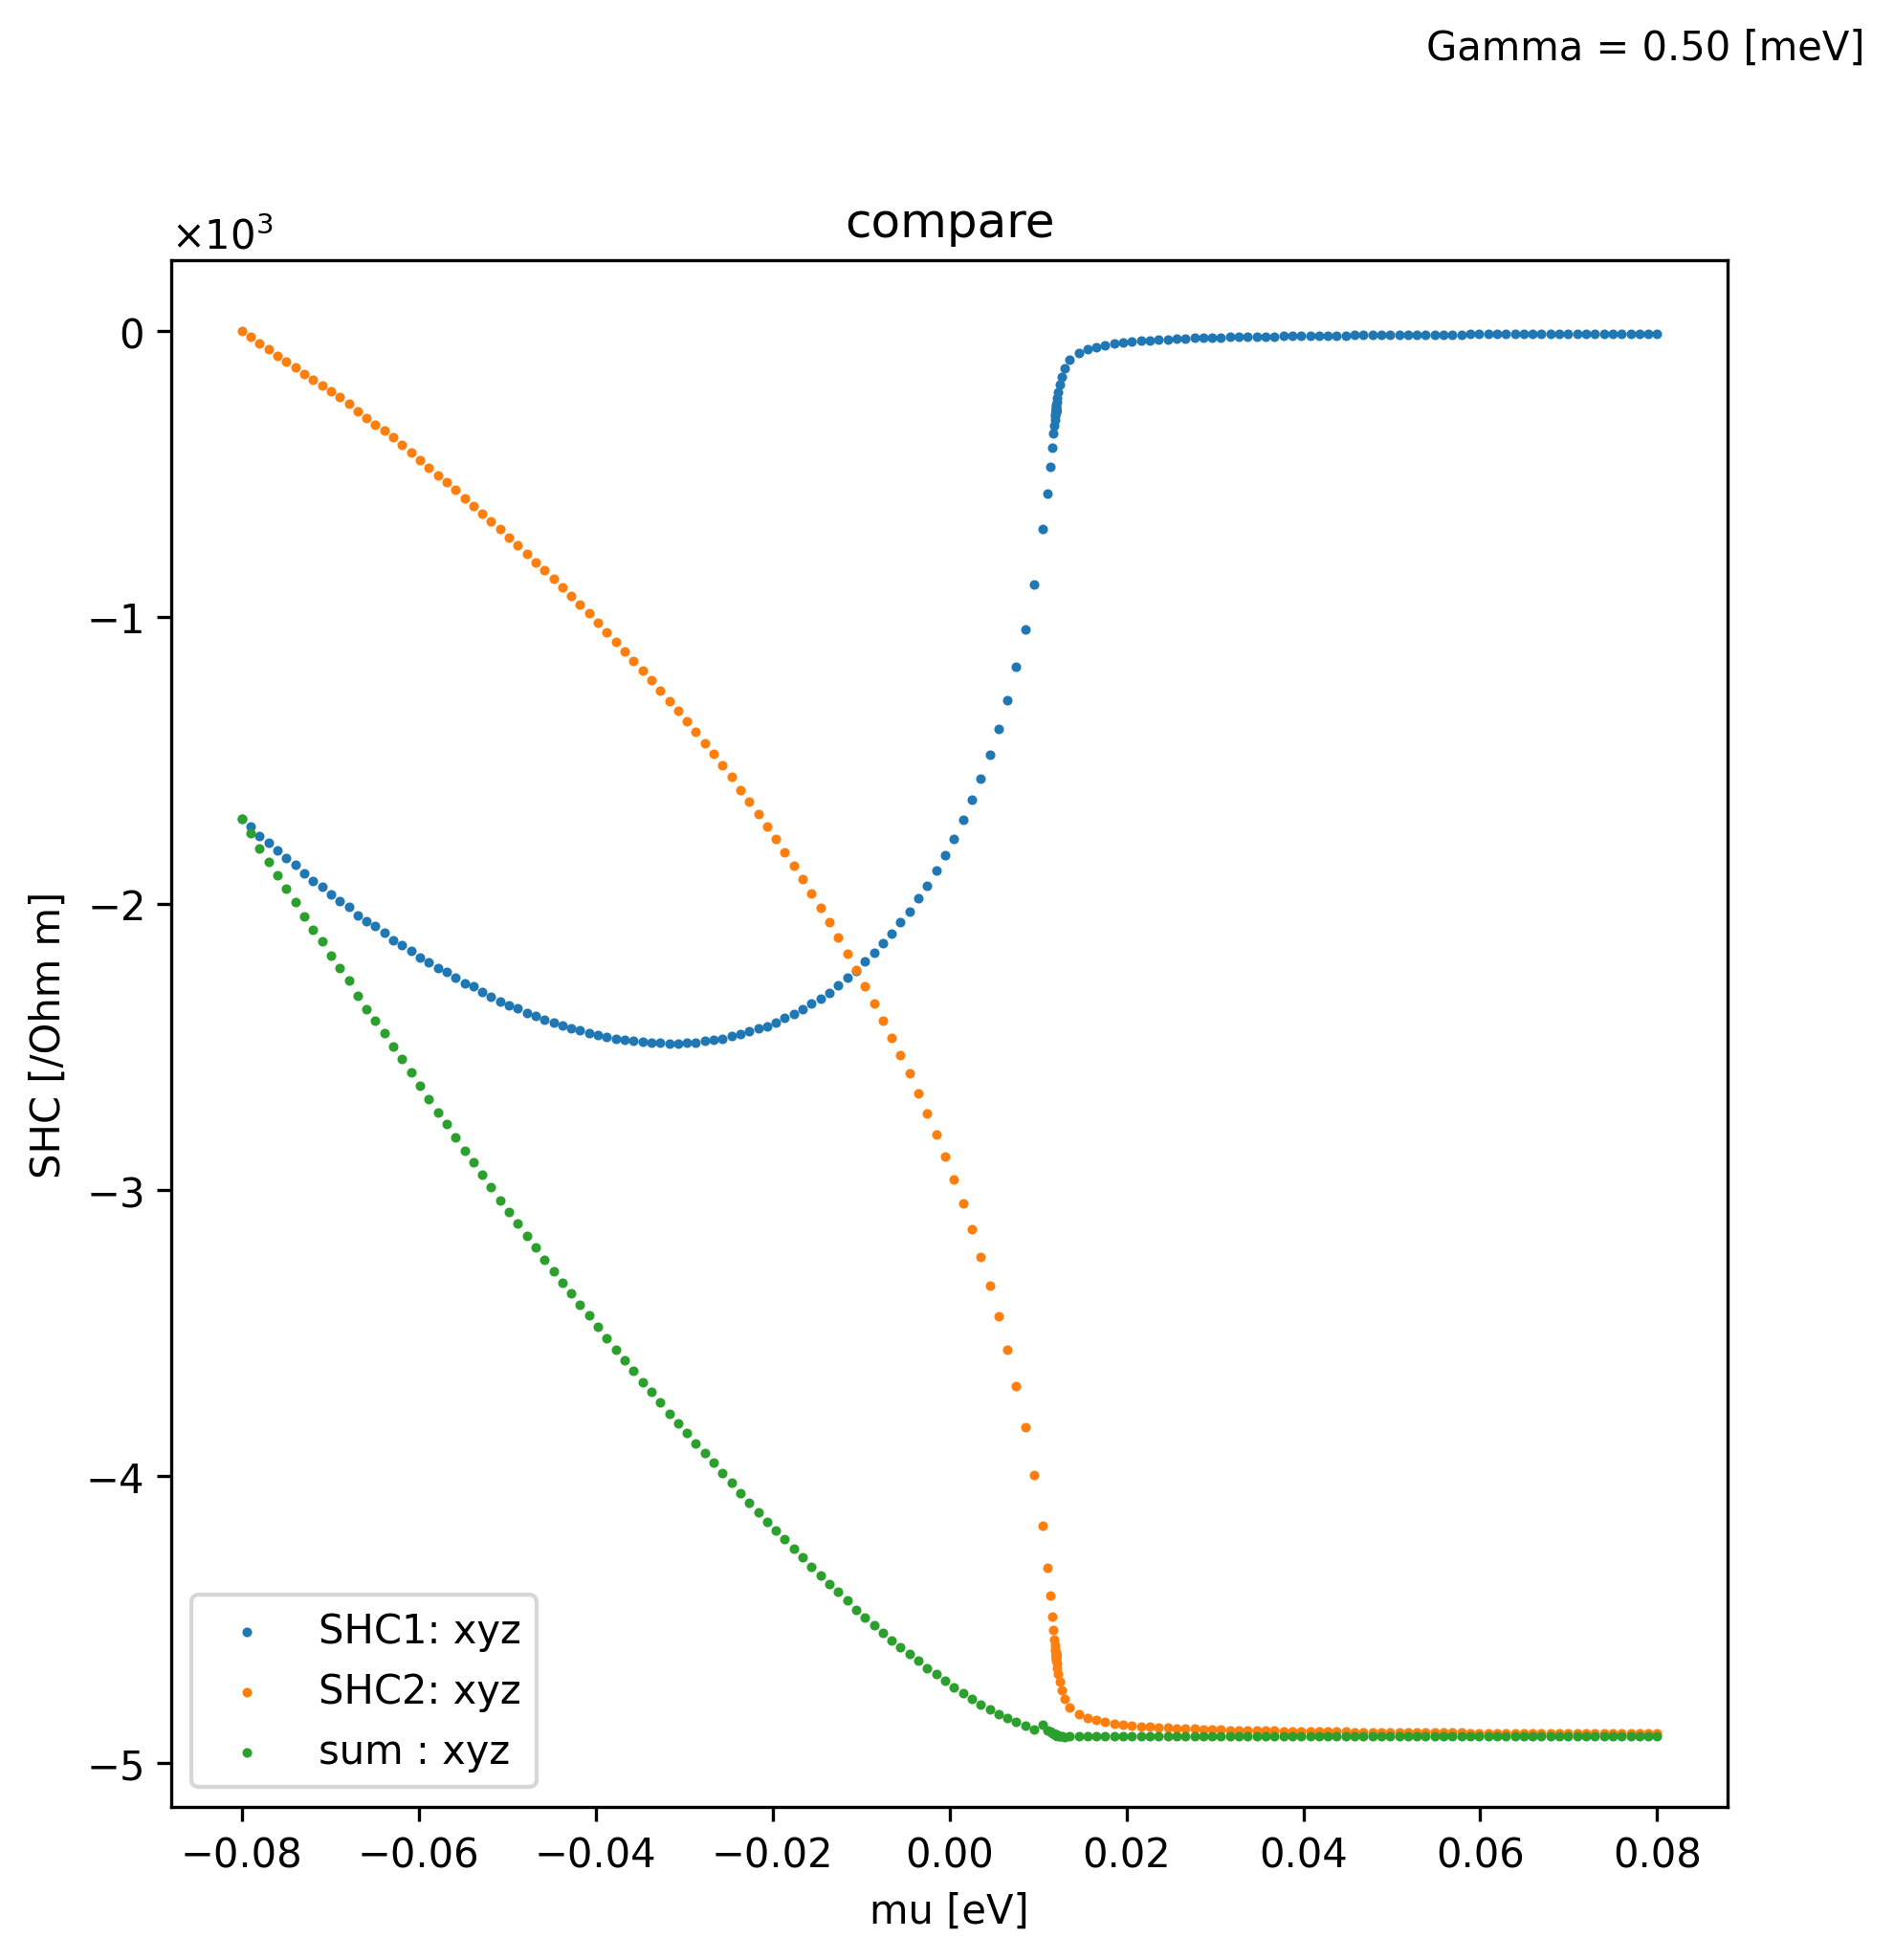 Gamma = 0.50 [meV]
compare
×10³
0
−1
−2
−3
−4
−5
SHC [/Ohm m]
SHC1: xyz
SHC2: xyz
sum : xyz
−0.08 −0.06 −0.04 −0.02 0.00 0.02 0.04 0.06 0.08
mu [eV]